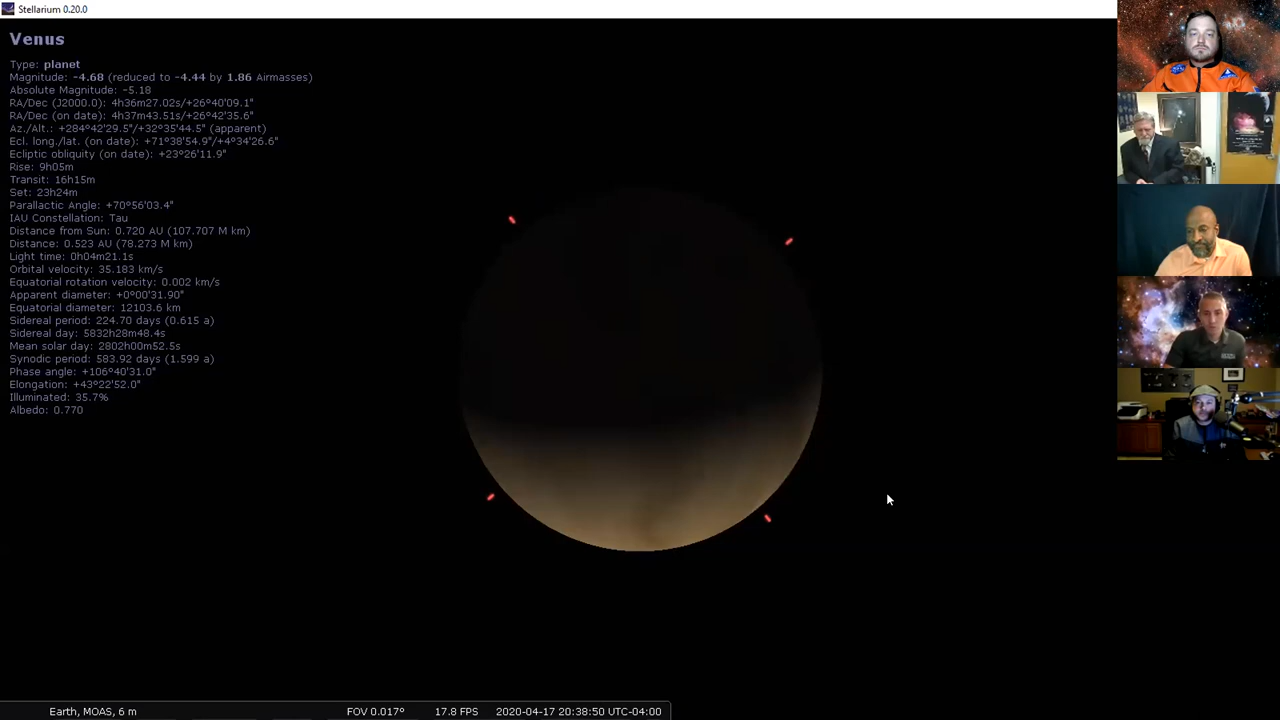 Stellarium 0.20.0
Venus
Type: planet
Magnitude: -4.68 (reduced to -4.44 by 1.86 Airmasses)
Absolute Magnitude: -5.18
RA/Dec (J2000.0): 4h36m27.02s/+26°40'09.1"
RA/Dec (on date): 4h37m43.51s/+26°42'35.6"
Az./Alt.: +284°42'29.5"/+32°35'44.5" (apparent)
Ecl. long./lat. (on date): +71°38'54.9"/+4°34'26.6"
Ecliptic obliquity (on date): +23°26'11.9"
Rise: 9h05m
Transit: 16h15m
Set: 23h24m
Parallactic Angle: +70°56'03.4"
IAU Constellation: Tau
Distance from Sun: 0.720 AU (107.707 M km)
Distance: 0.523 AU (78.273 M km)
Light time: 0h04m21.1s
Orbital velocity: 35.183 km/s
Equatorial rotation velocity: 0.002 km/s
Apparent diameter: +0°00'31.90"
Equatorial diameter: 12103.6 km
Sidereal period: 224.70 days (0.615 a)
Sidereal day: 5832h28m48.4s
Mean solar day: 2802h00m52.5s
Synodic period: 583.92 days (1.599 a)
Phase angle: +106°40'31.0"
Elongation: +43°22'52.0"
Illuminated: 35.7%
Albedo: 0.770
Earth, MOAS, 6 m FOV 0.017° 17.8 FPS 2020-04-17 20:38:50 UTC-04:00